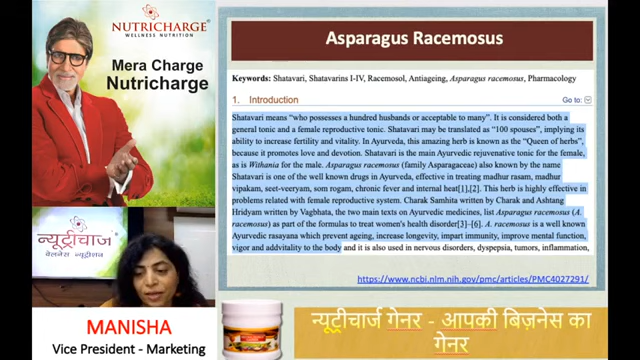 NUTRICHARGE
WELLNESS NUTRITION
Mera Charge
Nutricharge
न्यूट्रीचार्ज
वेलनेस न्यूट्रीशन
MANISHA
Vice President - Marketing
Asparagus Racemosus
Keywords: Shatavari, Shatavarins I-IV, Racemosol, Antiageing, Asparagus racemosus, Pharmacology
1. Introduction
Go to:
Shatavari means “who possesses a hundred husbands or acceptable to many”. It is considered both a
general tonic and a female reproductive tonic. Shatavari may be translated as “100 spouses”, implying its
ability to increase fertility and vitality. In Ayurveda, this amazing herb is known as the “Queen of herbs”,
because it promotes love and devotion. Shatavari is the main Ayurvedic rejuvenative tonic for the female,
as is Withania for the male. Asparagus racemosus (family Asparagaceae) also known by the name
Shatavari is one of the well known drugs in Ayurveda, effective in treating madhur rasam, madhur
vipakam, seet-veeryam, som rogam, chronic fever and internal heat[1],[2]. This herb is highly effective in
problems related with female reproductive system. Charak Samhita written by Charak and Ashtang
Hridyam written by Vagbhata, the two main texts on Ayurvedic medicines, list Asparagus racemosus (A.
racemosus) as part of the formulas to treat women's health disorder[3]–[6]. A. racemosus is a well known
Ayurvedic rasayana which prevent ageing, increase longevity, impart immunity, improve mental function,
vigor and addvitality to the body and it is also used in nervous disorders, dyspepsia, tumors, inflammation,
https://www.ncbi.nlm.nih.gov/pmc/articles/PMC4027291/
न्यूट्रीचार्ज गेनर - आपकी बिज़नेस का
गेनर